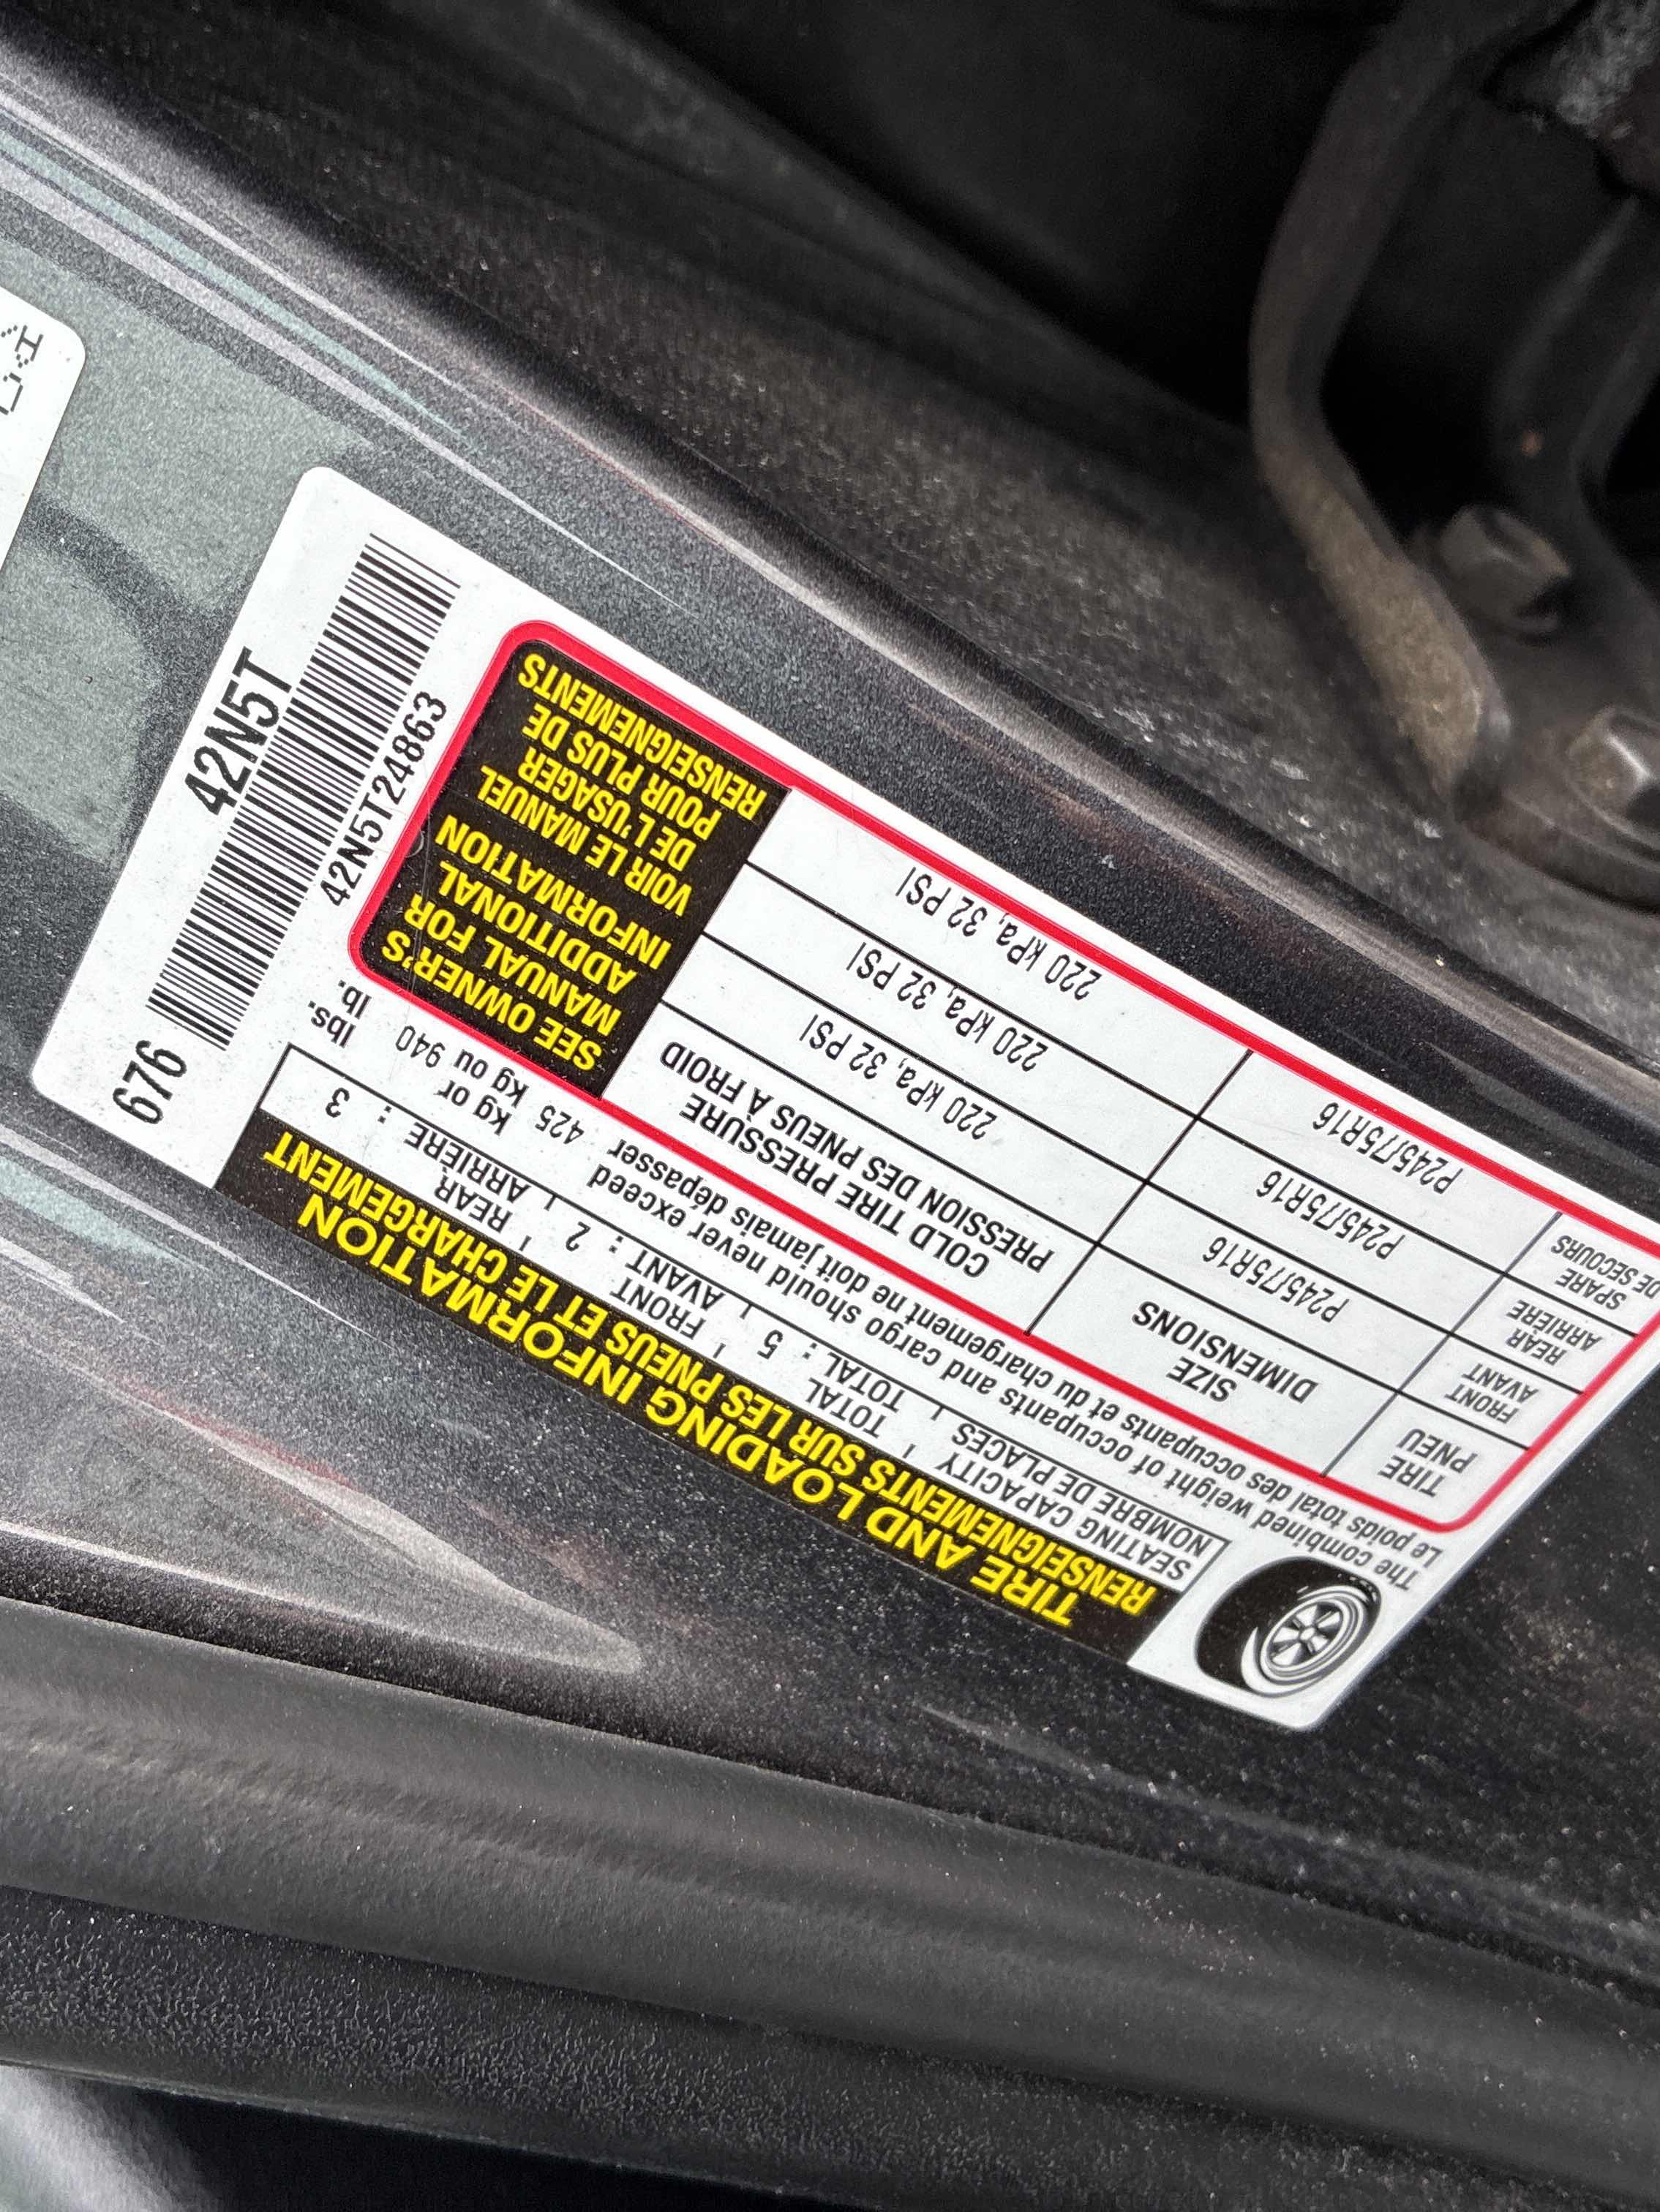 TIRE AND LOADING INFORMATION
RENSEIGNEMENTS SUR LES PNEUS ET LE CHARGEMENT
SEATING CAPACITY TOTAL FRONT REAR
NOMBRE DE PLACES TOTAL : 5 AVANT : 2 ARRIÈRE : 3
The combined weight of occupants and cargo should never exceed kg or lbs.
Le poids total des occupants et du chargement ne doit jamais dépasser 425 kg ou 940 lb.
TIRE SIZE COLD TIRE PRESSURE
PNEU DIMENSIONS PRESSION DES PNEUS À FROID
FRONT
AVANT
P245/75R16 220 kPa, 32 PSI
REAR
ARRIÈRE
P245/75R16 220 kPa, 32 PSI
SPARE
DE SECOURS
P245/75R16 220 kPa, 32 PSI
SEE OWNER'S
MANUAL FOR
ADDITIONAL
INFORMATION
VOIR LE MANUEL
DE L'USAGER
POUR PLUS DE
RENSEIGNEMENTS
676 42N5T
42N5T24863